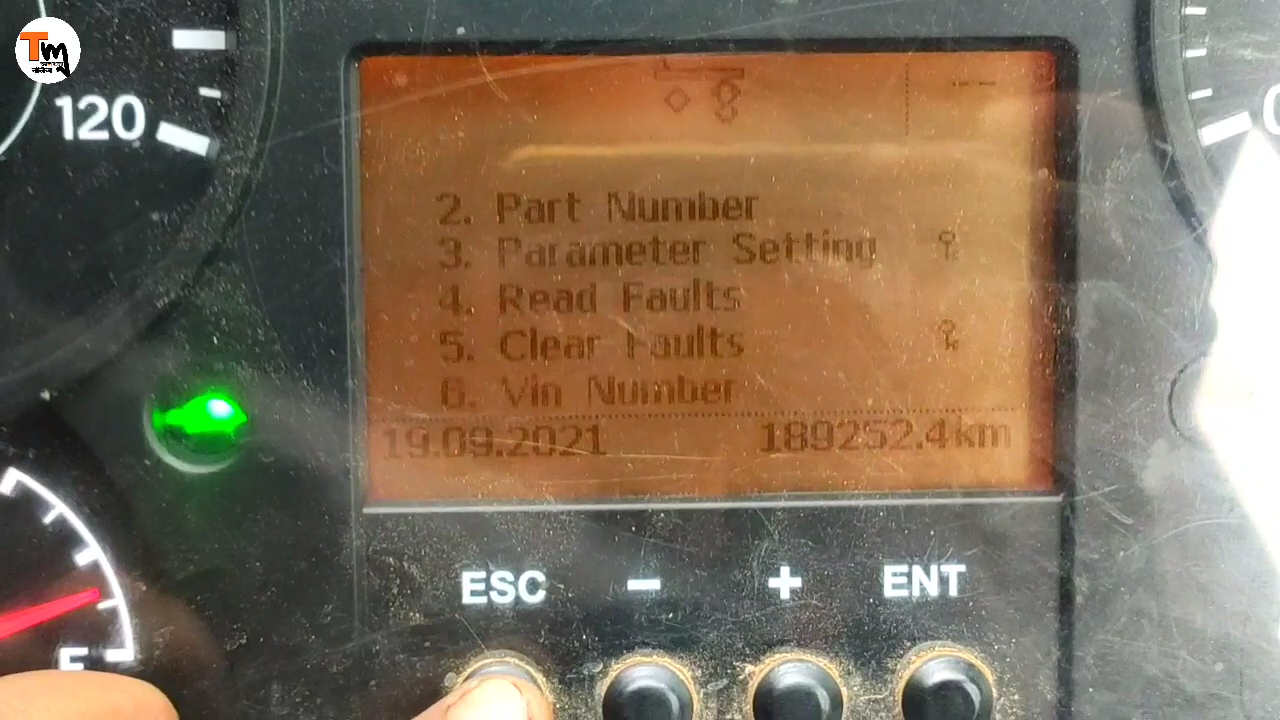 Tm
120
2. Part Number
3. Parameter Setting
4. Read Faults
5. Clear Faults
6. Vin Number
19.09.2021 189252.4km
ESC - + ENT